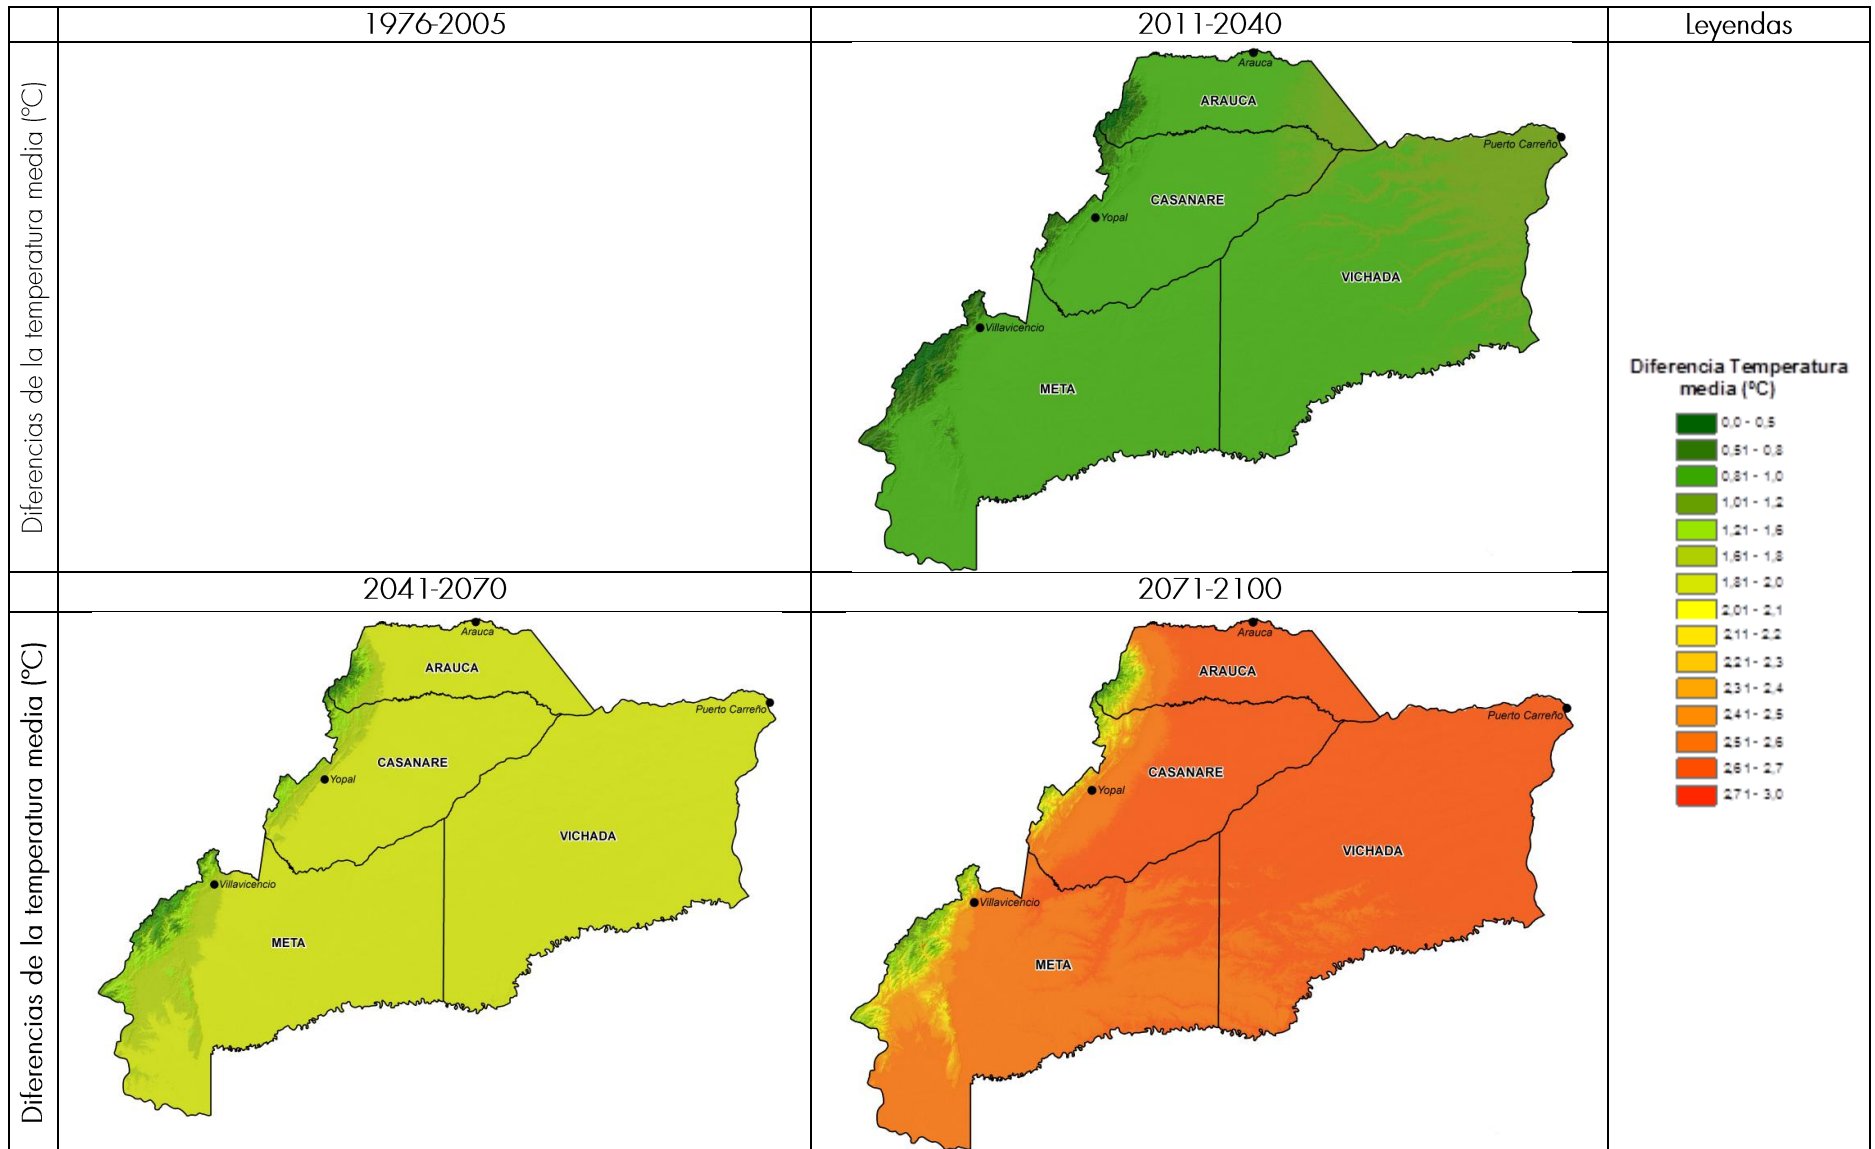 1976-2005
2011-2040
Leyendas
Diferencias de la temperatura media (ºC)
Arauca
ARAUCA
Puerto Carreño
CASANARE
Yopal
VICHADA
Villavicencio
META
Diferencia Temperatura
media (ºC)
0,0 - 0,5
0,51 - 0,8
0,81 - 1,0
1,01 - 1,2
1,21 - 1,6
1,61 - 1,8
1,81 - 2,0
2,01 - 2,1
2,11 - 2,2
2,21 - 2,3
2,31 - 2,4
2,41 - 2,5
2,51 - 2,6
2,61 - 2,7
2,71 - 3,0
2041-2070
2071-2100
Diferencias de la temperatura media (ºC)
Arauca
ARAUCA
Puerto Carreño
CASANARE
Yopal
VICHADA
Villavicencio
META
Arauca
ARAUCA
Puerto Carreño
CASANARE
Yopal
VICHADA
Villavicencio
META